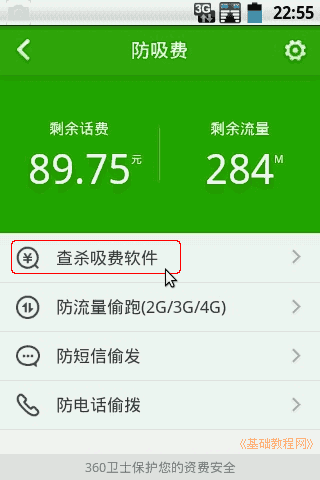 3G 22:55
防吸费
剩余话费 剩余流量
89.75元 284M
查杀吸费软件
防流量偷跑(2G/3G/4G)
防短信偷发
防电话偷拨
《基础教程网》
360卫士保护您的资费安全